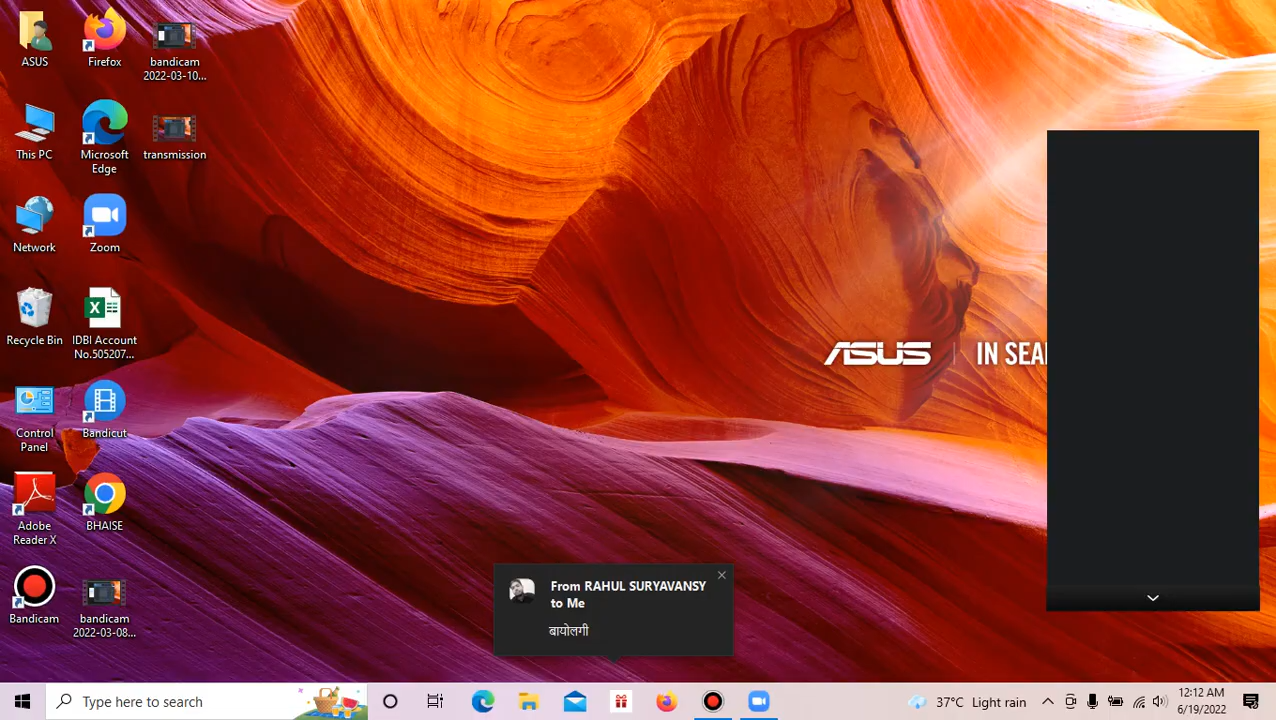 ASUS
Firefox
bandicam
2022-03-10...
This PC
Microsoft
Edge
transmission
Network
Zoom
Recycle Bin
IDBI Account
No.505207...
ASUS
IN SEA
Control
Panel
Bandicut
Adobe
Reader X
BHAISE
Bandicam
bandicam
2022-03-08...
From RAHUL SURYAVANSY
to Me
बायोलगी
Type here to search
37°C Light rain
12:12 AM
6/19/2022